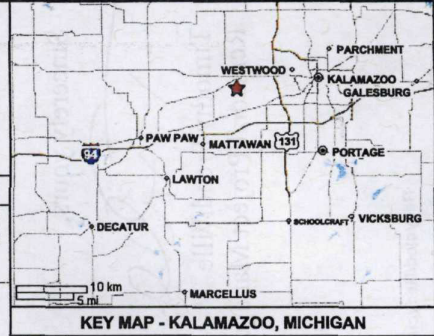 PARCHMENT
WESTWOOD
KALAMAZOO
GALESBURG
PAW PAW
MATTAWAN
131
94
PORTAGE
LAWTON
DECATUR
SCHOOLCRAFT
VICKSBURG
10 km
5 mi
MARCELLUS
KEY MAP - KALAMAZOO, MICHIGAN